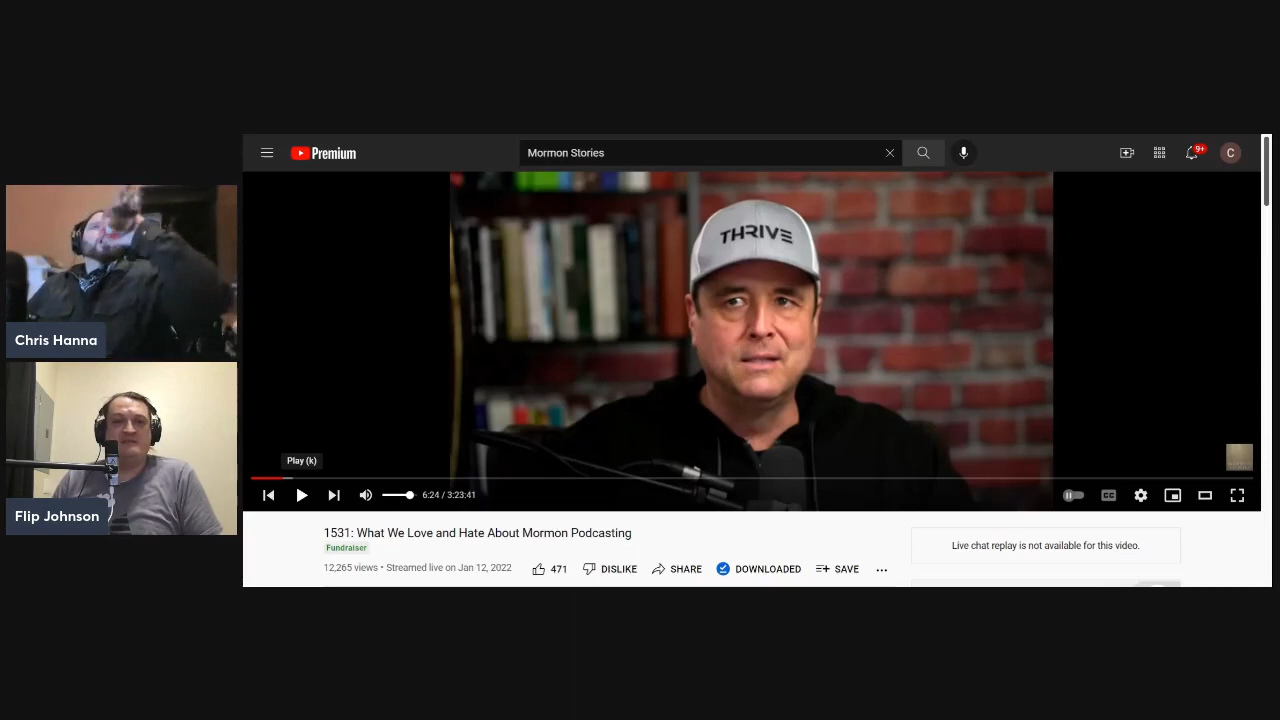 Premium
Mormon Stories
9+
C
THRIVE
Chris Hanna
Play (k)
6:24 / 3:23:41
Flip Johnson
1531: What We Love and Hate About Mormon Podcasting
Fundraiser
12,265 views • Streamed live on Jan 12, 2022
471
DISLIKE
SHARE
DOWNLOADED
SAVE
Live chat replay is not available for this video.